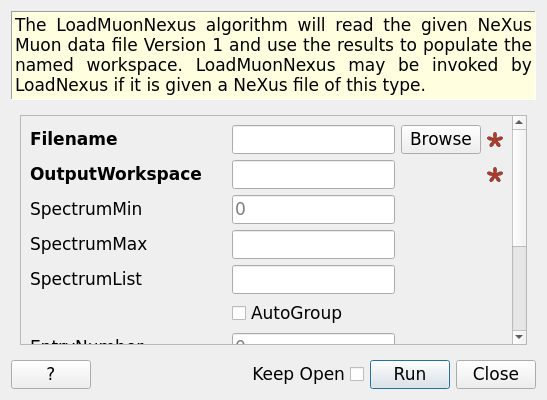 The LoadMuonNexus algorithm will read the given NeXus
Muon data file Version 1 and use the results to populate the
named workspace. LoadMuonNexus may be invoked by
LoadNexus if it is given a NeXus file of this type.
Filename Browse *
OutputWorkspace *
SpectrumMin 0
SpectrumMax
SpectrumList
AutoGroup
EntryNumber 0
? Keep Open Run Close